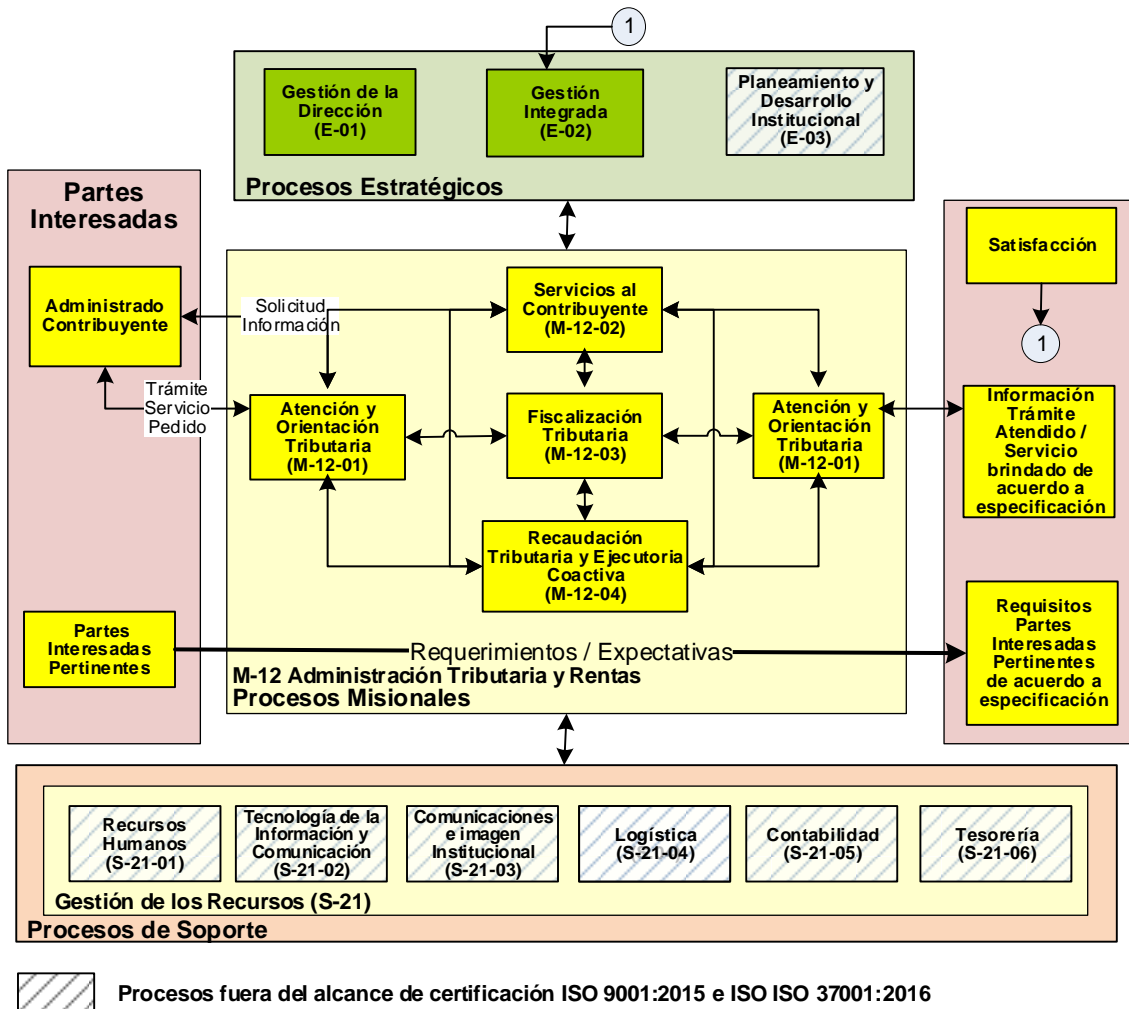 1
Gestión de la
Dirección
(E-01)
Gestión
Integrada
(E-02)
Planeamiento y
Desarrollo
Institucional
(E-03)
Procesos Estratégicos
Partes
Interesadas
Administrado
Contribuyente
Solicitud
Información
Trámite
Servicio
Pedido
Partes
Interesadas
Pertinentes
Servicios al
Contribuyente
(M-12-02)
Atención y
Orientación
Tributaria
(M-12-01)
Fiscalización
Tributaria
(M-12-03)
Atención y
Orientación
Tributaria
(M-12-01)
Recaudación
Tributaria y Ejecutoria
Coactiva
(M-12-04)
Requerimientos / Expectativas
M-12 Administración Tributaria y Rentas
Procesos Misionales
Satisfacción
1
Información
Trámite
Atendido /
Servicio
brindado de
acuerdo a
especificación
Requisitos
Partes
Interesadas
Pertinentes
de acuerdo a
especificación
Recursos
Humanos
(S-21-01)
Tecnología de la
Información y
Comunicación
(S-21-02)
Comunicaciones
e imagen
Institucional
(S-21-03)
Logística
(S-21-04)
Contabilidad
(S-21-05)
Tesorería
(S-21-06)
Gestión de los Recursos (S-21)
Procesos de Soporte
Procesos fuera del alcance de certificación ISO 9001:2015 e ISO ISO 37001:2016